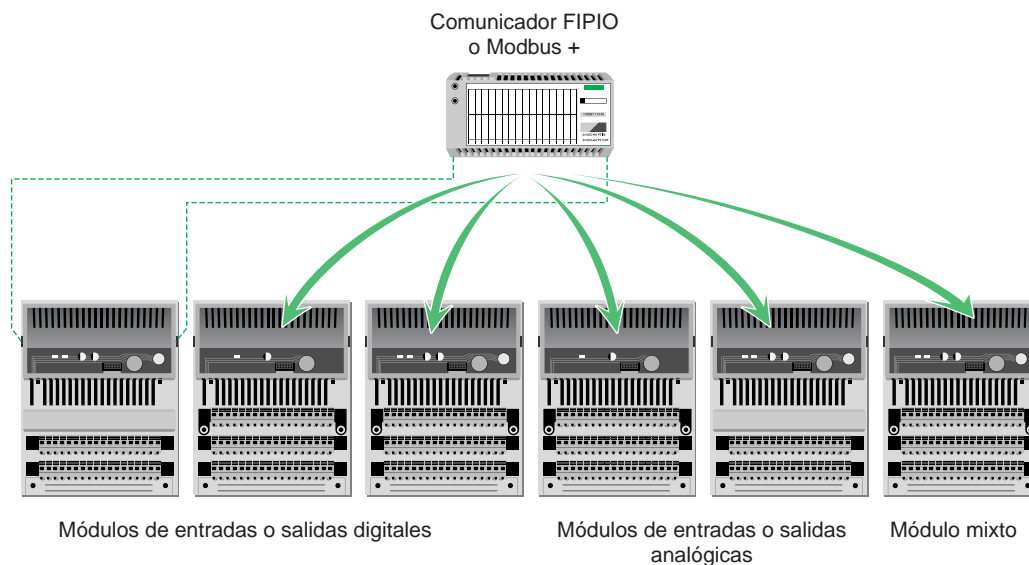 Comunicador FIPIO
o Modbus +
Módulos de entradas o salidas digitales
Módulos de entradas o salidas
analógicas
Módulo mixto